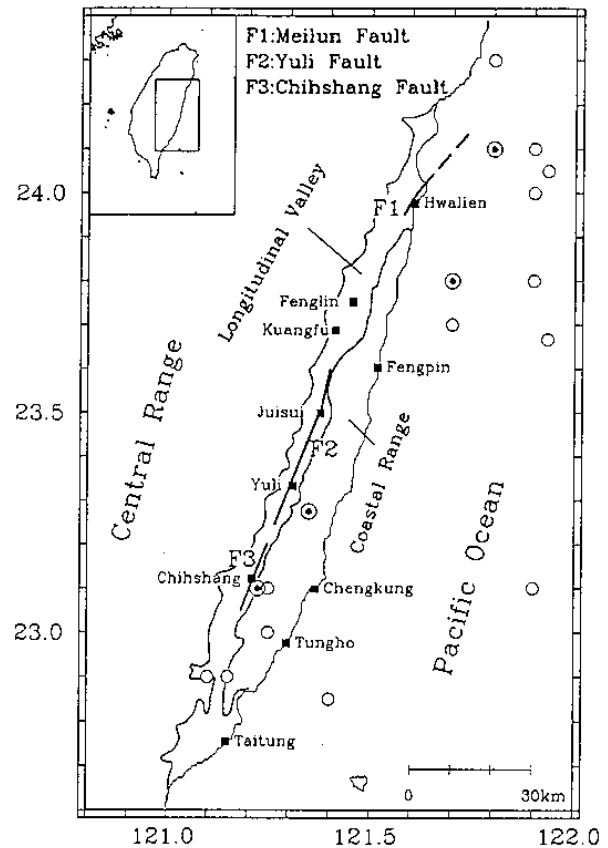 F1:Meilun Fault
F2:Yuli Fault
F3:Chihshang Fault
24.0
F1
Hwalien
Longitudinal Valley
Fenglin
Kuangfu
Fengpin
Central Range
23.5
Juisui
F2
Coastal Range
Yuli
Pacific Ocean
F3
Chihshang
Chengkung
23.0
Tungho
Taitung
0
30km
121.0
121.5
122.0